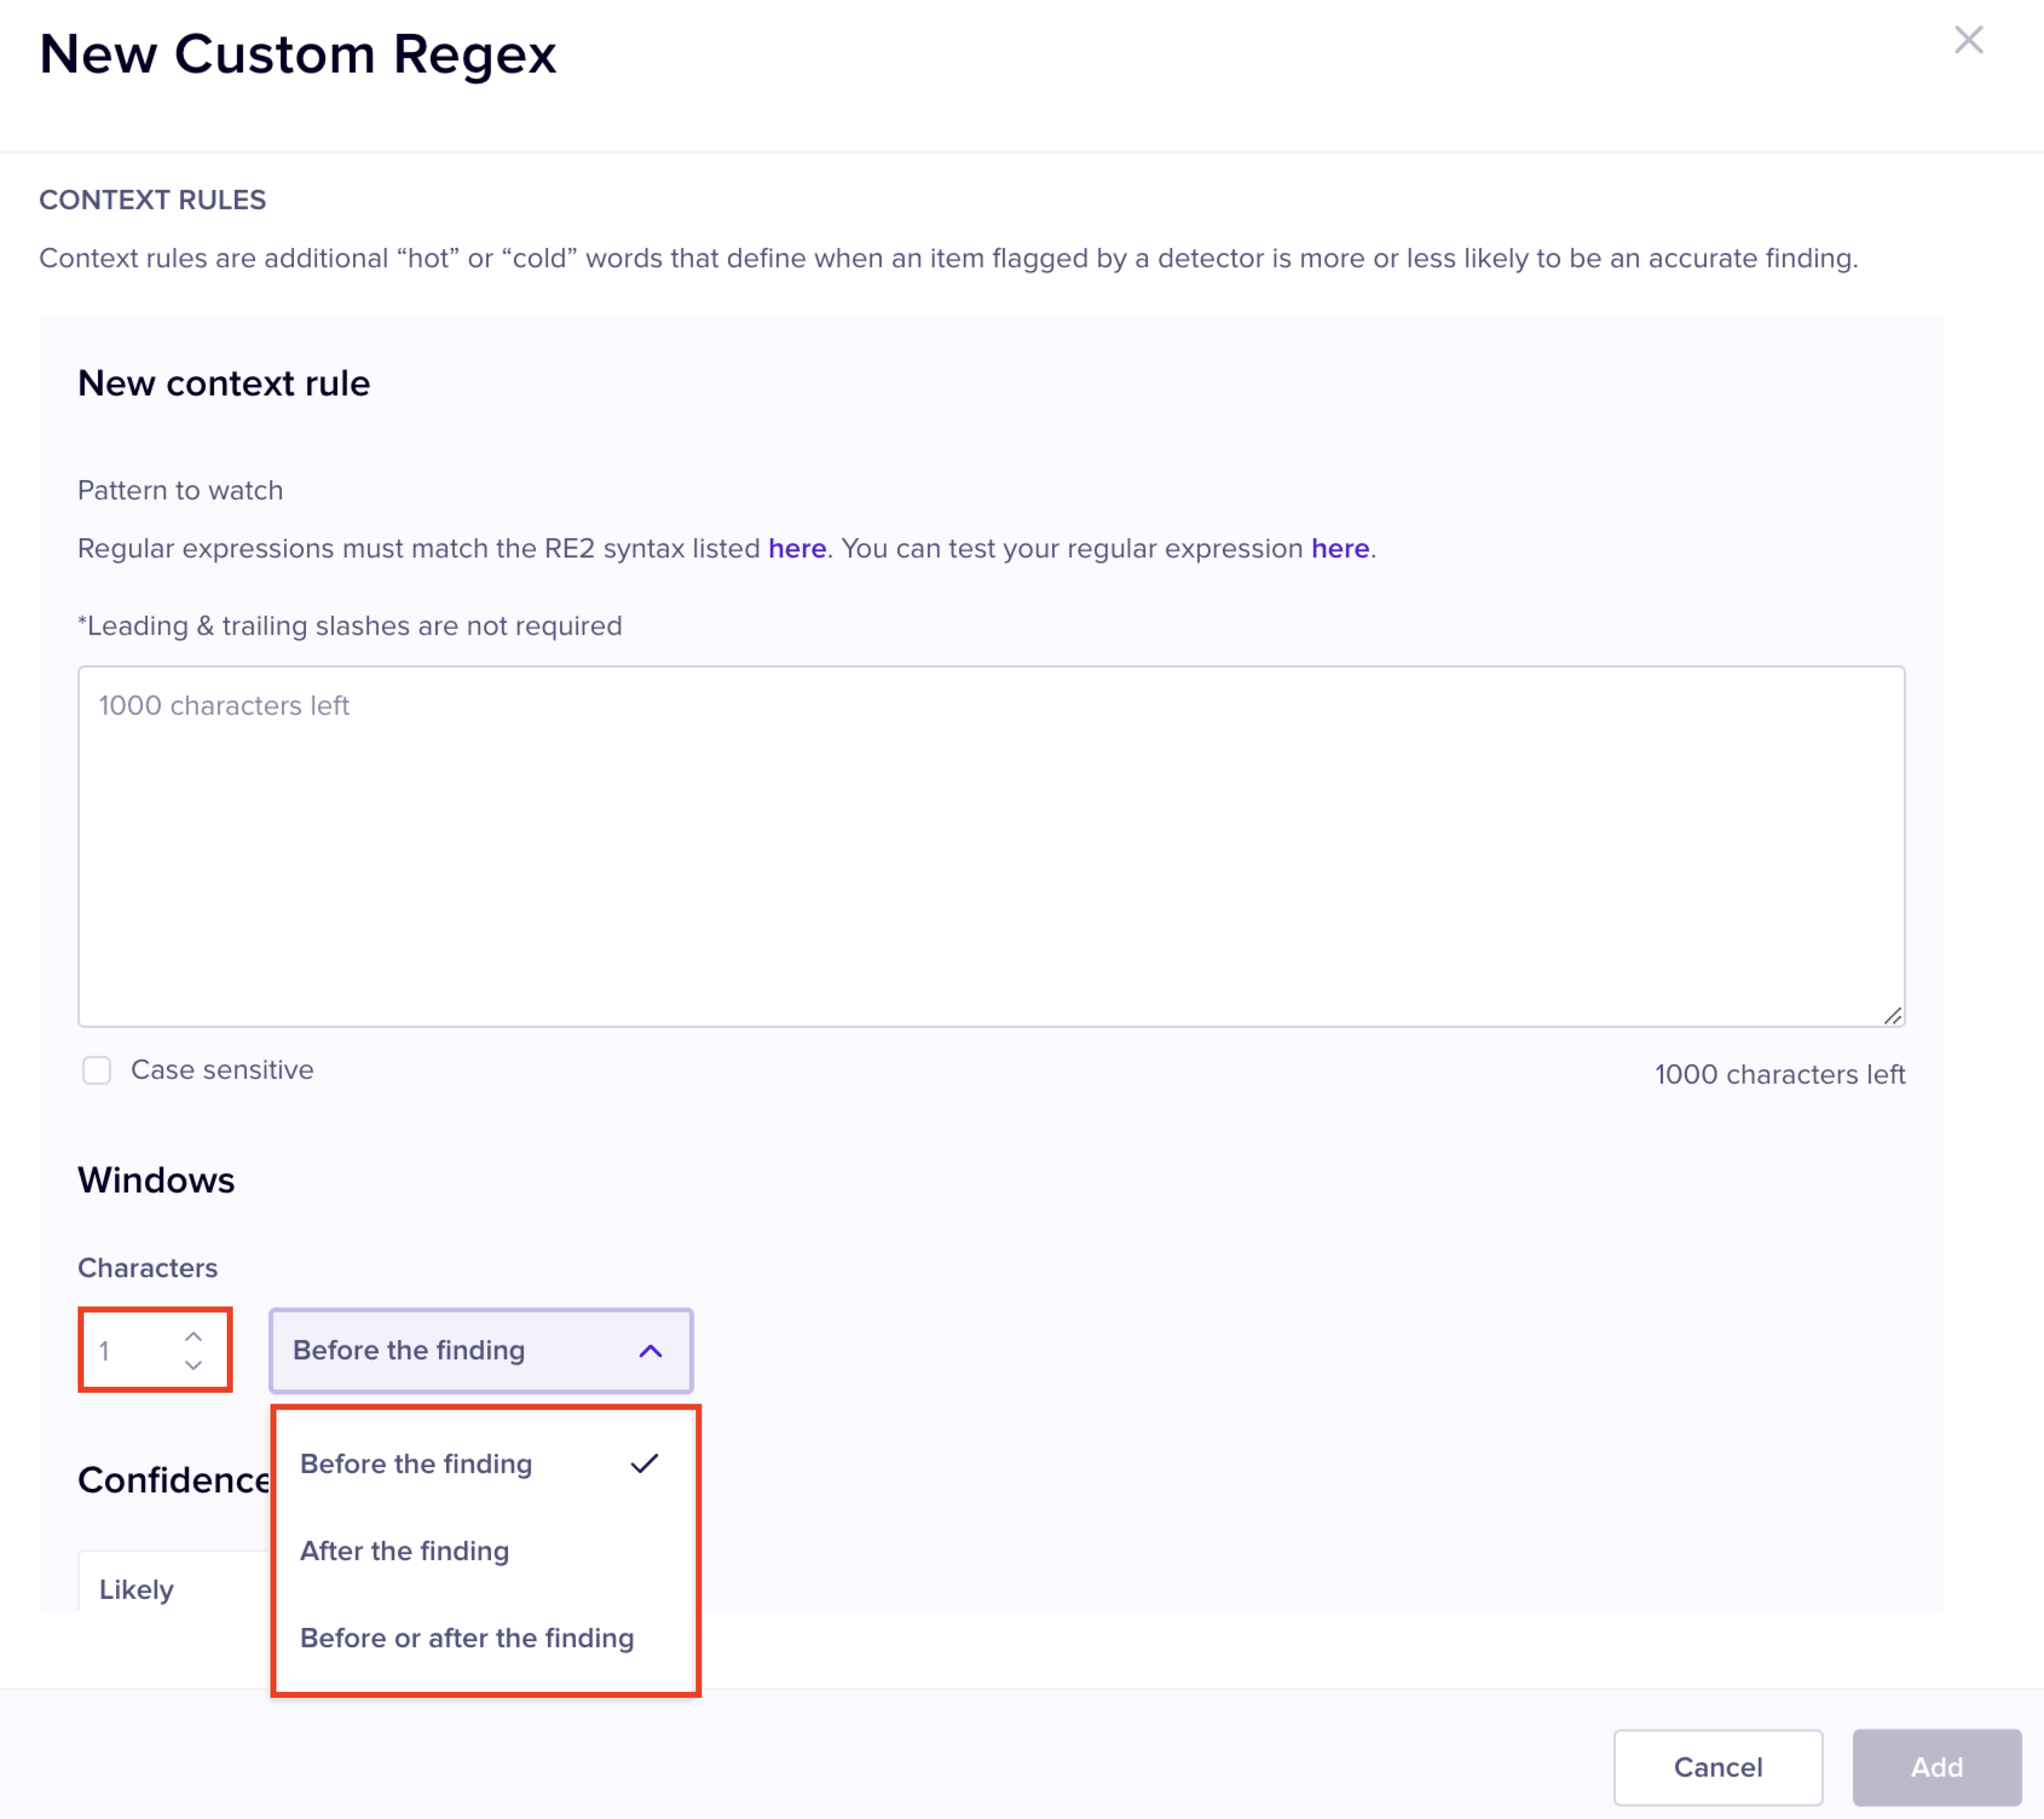 New Custom Regex
CONTEXT RULES
Context rules are additional “hot” or “cold” words that define when an item flagged by a detector is more or less likely to be an accurate finding.
New context rule
Pattern to watch
Regular expressions must match the RE2 syntax listed here. You can test your regular expression here.
*Leading & trailing slashes are not required
1000 characters left
Case sensitive
1000 characters left
Windows
Characters
1
Before the finding
Before the finding
Confidence
After the finding
Likely
Before or after the finding
Cancel
Add